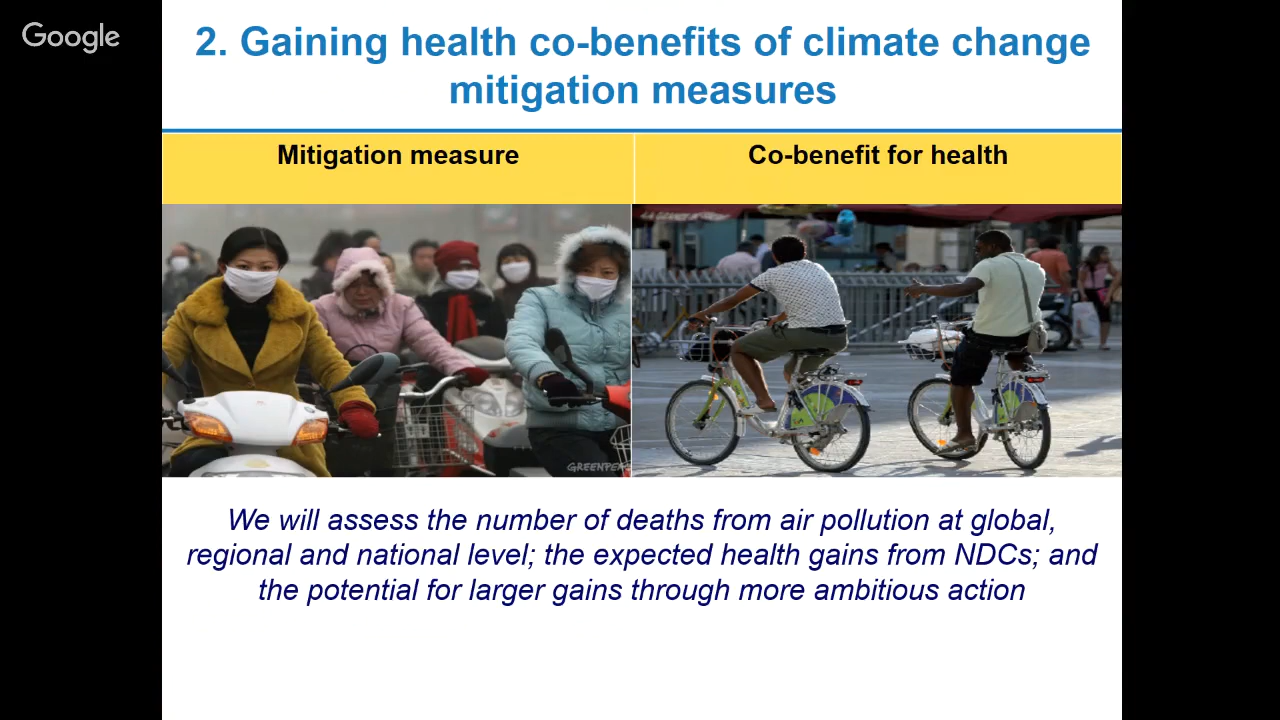 Google
2. Gaining health co-benefits of climate change
mitigation measures
Mitigation measure
Co-benefit for health
We will assess the number of deaths from air pollution at global,
regional and national level; the expected health gains from NDCs; and
the potential for larger gains through more ambitious action